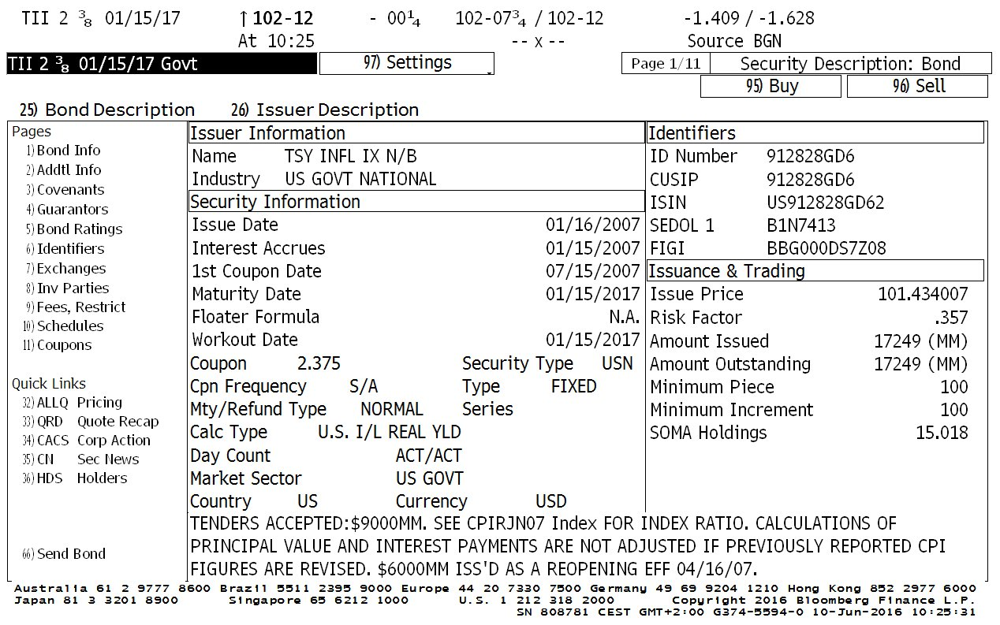 TII 2 ⅜ 01/15/17 ↑102-12 - 00¼ 102-07¾ / 102-12 -1.409 / -1.628
At 10:25 -- x -- Source BGN
TII 2 ⅜ 01/15/17 Govt 97) Settings Page 1/11 Security Description: Bond
95) Buy 96) Sell
25) Bond Description 26) Issuer Description
Pages
1) Bond Info
2) Addtl Info
3) Covenants
4) Guarantors
5) Bond Ratings
6) Identifiers
7) Exchanges
8) Inv Parties
9) Fees, Restrict
10) Schedules
11) Coupons
Quick Links
32) ALLQ Pricing
33) QRD Quote Recap
34) CACS Corp Action
35) CN Sec News
36) HDS Holders
66) Send Bond
Issuer Information
Name TSY INFL IX N/B
Industry US GOVT NATIONAL
Security Information
Issue Date 01/16/2007
Interest Accrues 01/15/2007
1st Coupon Date 07/15/2007
Maturity Date 01/15/2017
Floater Formula N.A.
Workout Date 01/15/2017
Coupon 2.375 Security Type USN
Cpn Frequency S/A Type FIXED
Mty/Refund Type NORMAL Series
Calc Type U.S. I/L REAL YLD
Day Count ACT/ACT
Market Sector US GOVT
Country US Currency USD
Identifiers
ID Number 912828GD6
CUSIP 912828GD6
ISIN US912828GD62
SEDOL 1 B1N7413
FIGI BBG000DS7Z08
Issuance & Trading
Issue Price 101.434007
Risk Factor .357
Amount Issued 17249 (MM)
Amount Outstanding 17249 (MM)
Minimum Piece 100
Minimum Increment 100
SOMA Holdings 15.018
TENDERS ACCEPTED:$9000MM. SEE CPIRJN07 Index FOR INDEX RATIO. CALCULATIONS OF
PRINCIPAL VALUE AND INTEREST PAYMENTS ARE NOT ADJUSTED IF PREVIOUSLY REPORTED CPI
FIGURES ARE REVISED. $6000MM ISS'D AS A REOPENING EFF 04/16/07.
Australia 61 2 9777 8600 Brazil 5511 2395 9000 Europe 44 20 7330 7500 Germany 49 69 9204 1210 Hong Kong 852 2977 6000
Japan 81 3 3201 8900 Singapore 65 6212 1000 U.S. 1 212 318 2000 Copyright 2016 Bloomberg Finance L.P.
SN 808781 CEST GMT+2:00 G374-5594-0 10-Jun-2016 10:25:31